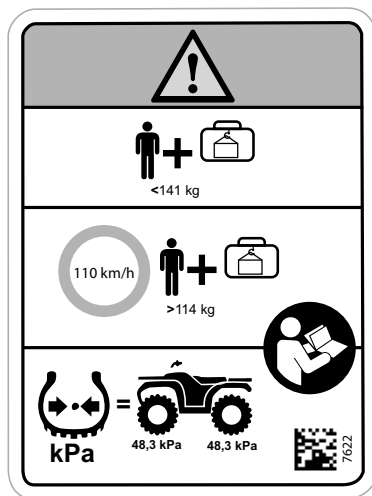 !
<141 kg
110 km/h
>114 kg
kPa
=
48,3 kPa 48,3 kPa
7622